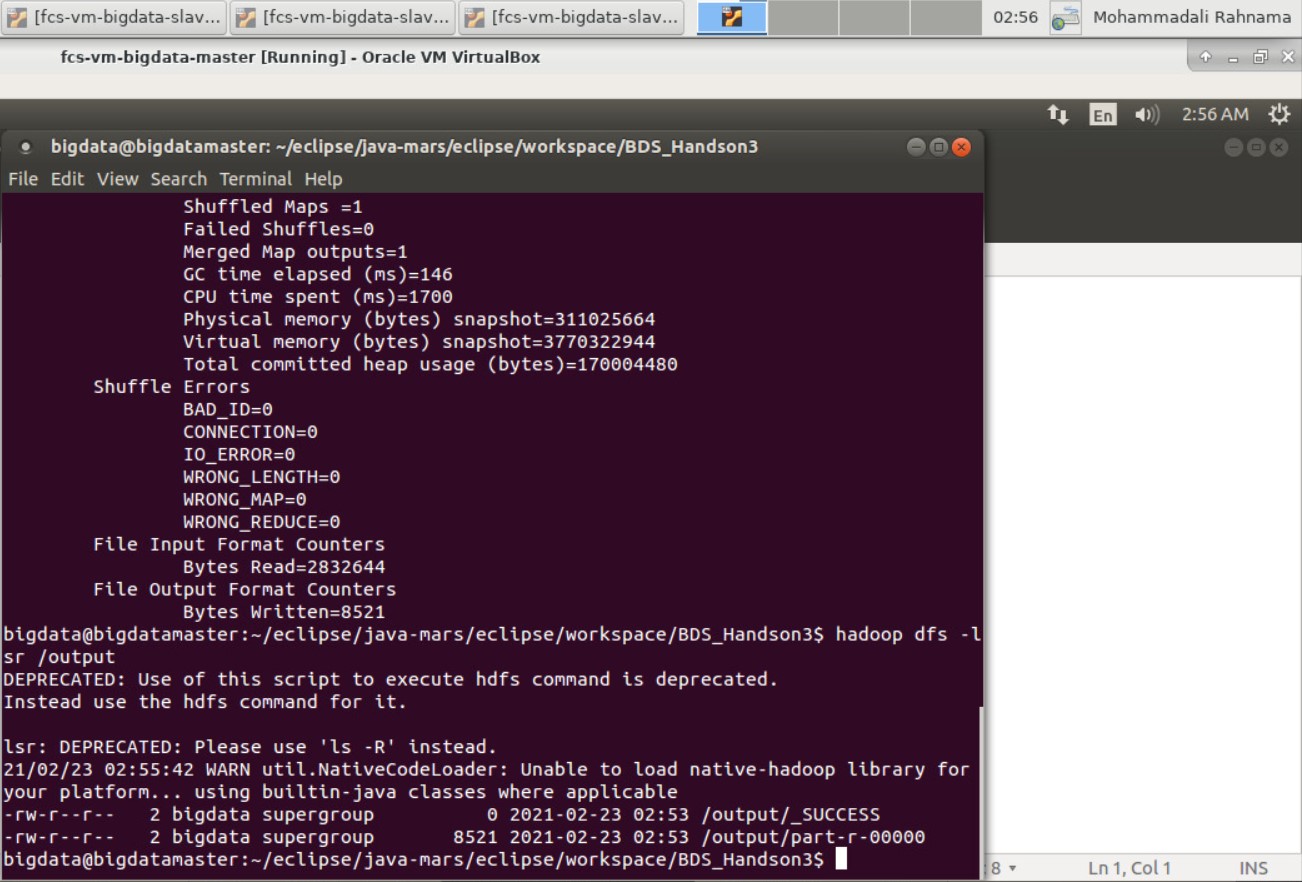 [fcs-vm-bigdata-slav... [fcs-vm-bigdata-slav... [fcs-vm-bigdata-slav... 02:56 Mohammadali Rahnama
fcs-vm-bigdata-master [Running] - Oracle VM VirtualBox
En 2:56 AM
bigdata@bigdatamaster: ~/eclipse/java-mars/eclipse/workspace/BDS_Handson3
File Edit View Search Terminal Help
Shuffled Maps =1
Failed Shuffles=0
Merged Map outputs=1
GC time elapsed (ms)=146
CPU time spent (ms)=1700
Physical memory (bytes) snapshot=311025664
Virtual memory (bytes) snapshot=3770322944
Total committed heap usage (bytes)=170004480
Shuffle Errors
BAD_ID=0
CONNECTION=0
IO_ERROR=0
WRONG_LENGTH=0
WRONG_MAP=0
WRONG_REDUCE=0
File Input Format Counters
Bytes Read=2832644
File Output Format Counters
Bytes Written=8521
bigdata@bigdatamaster:~/eclipse/java-mars/eclipse/workspace/BDS_Handson3$ hadoop dfs -l
sr /output
DEPRECATED: Use of this script to execute hdfs command is deprecated.
Instead use the hdfs command for it.
lsr: DEPRECATED: Please use 'ls -R' instead.
21/02/23 02:55:42 WARN util.NativeCodeLoader: Unable to load native-hadoop library for
your platform... using builtin-java classes where applicable
-rw-r--r-- 2 bigdata supergroup 0 2021-02-23 02:53 /output/_SUCCESS
-rw-r--r-- 2 bigdata supergroup 8521 2021-02-23 02:53 /output/part-r-00000
bigdata@bigdatamaster:~/eclipse/java-mars/eclipse/workspace/BDS_Handson3$
8 Ln 1, Col 1 INS